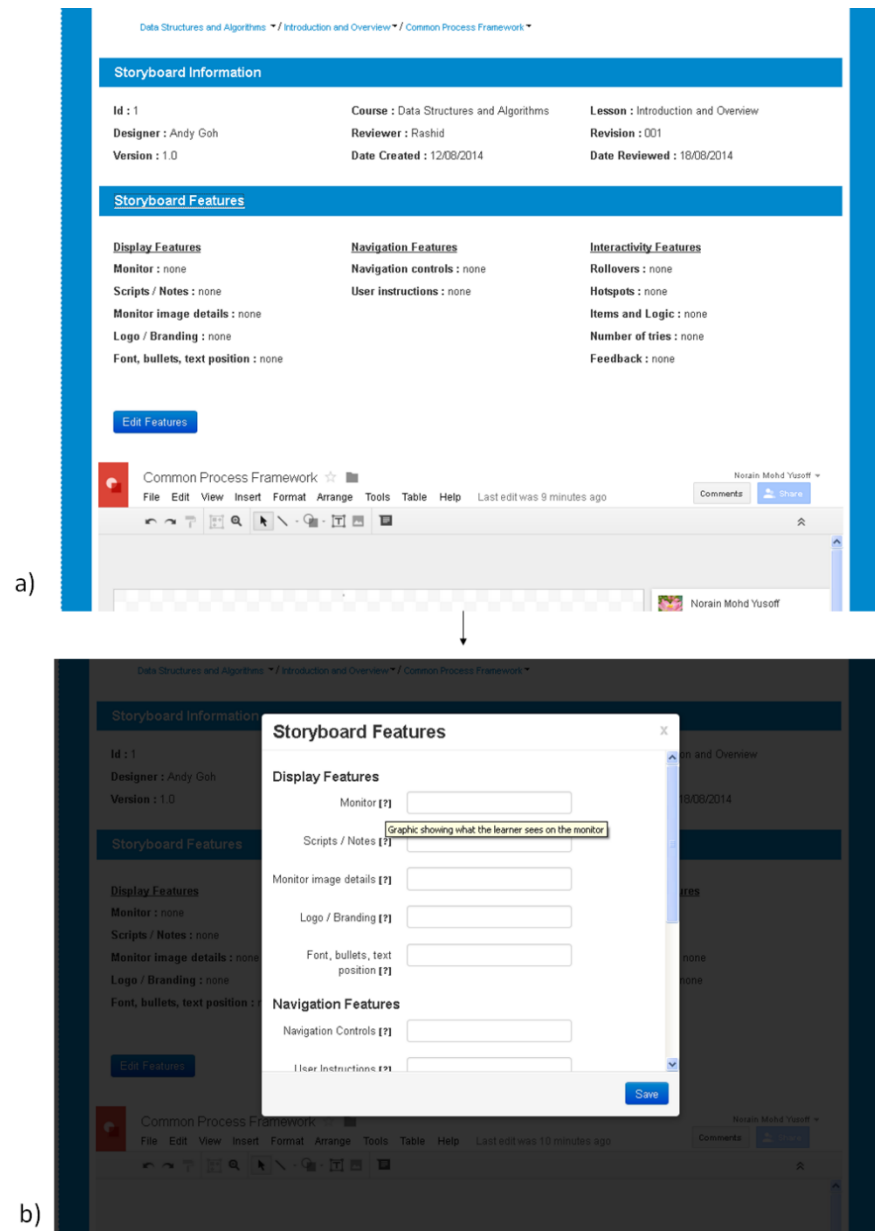 Data Structures and Algorithms / Introduction and Overview / Common Process Framework
Storyboard Information
Id : 1 Course : Data Structures and Algorithms Lesson : Introduction and Overview
Designer : Andy Goh Reviewer : Rashid Revision : 001
Version : 1.0 Date Created : 12/08/2014 Date Reviewed : 18/08/2014
Storyboard Features
Display Features Navigation Features Interactivity Features
Monitor : none Navigation controls : none Rollovers : none
Scripts / Notes : none User instructions : none Hotspots : none
Monitor image details : none Items and Logic : none
Logo / Branding : none Number of tries : none
Font, bullets, text position : none Feedback : none
Edit Features
Common Process Framework Norain Mohd Yusoff
File Edit View Insert Format Arrange Tools Table Help Last edit was 9 minutes ago Comments Share
Norain Mohd Yusoff
a)
Data Structures and Algorithms / Introduction and Overview / Common Process Framework
Storyboard Information
Storyboard Features x
Id : 1 on and Overview
Display Features
Designer : Andy Goh
Monitor [?]
Version : 1.0 18/08/2014
Graphic showing what the learner sees on the monitor
Scripts / Notes [?]
Storyboard Features
Monitor image details [?]
Display Features ures
Monitor : none
Logo / Branding [?]
Scripts / Notes : none
Font, bullets, text
position [?]
Monitor image details : none none
Logo / Branding : none none
Font, bullets, text position :
Navigation Features
Navigation Controls [?]
User Instructions [?]
Edit Features
Save
Common Process Framework Norain Mohd Yusoff
File Edit View Insert Format Arrange Tools Table Help Last edit was 10 minutes ago Comments Share
b)